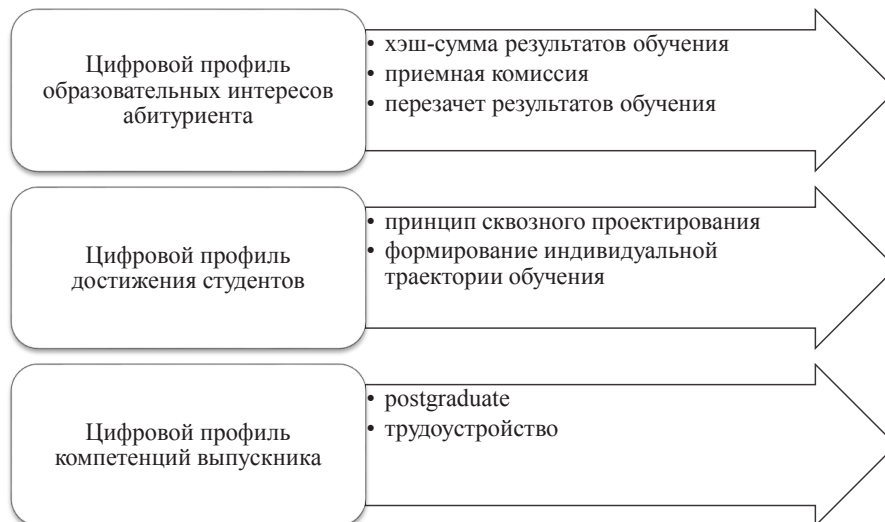 Цифровой профиль
образовательных интересов
абитуриента
• хэш-сумма результатов обучения
• приемная комиссия
• перезачет результатов обучения
Цифровой профиль
достижения студентов
• принцип сквозного проектирования
• формирование индивидуальной
траектории обучения
Цифровой профиль
компетенций выпускника
• postgraduate
• трудоустройство